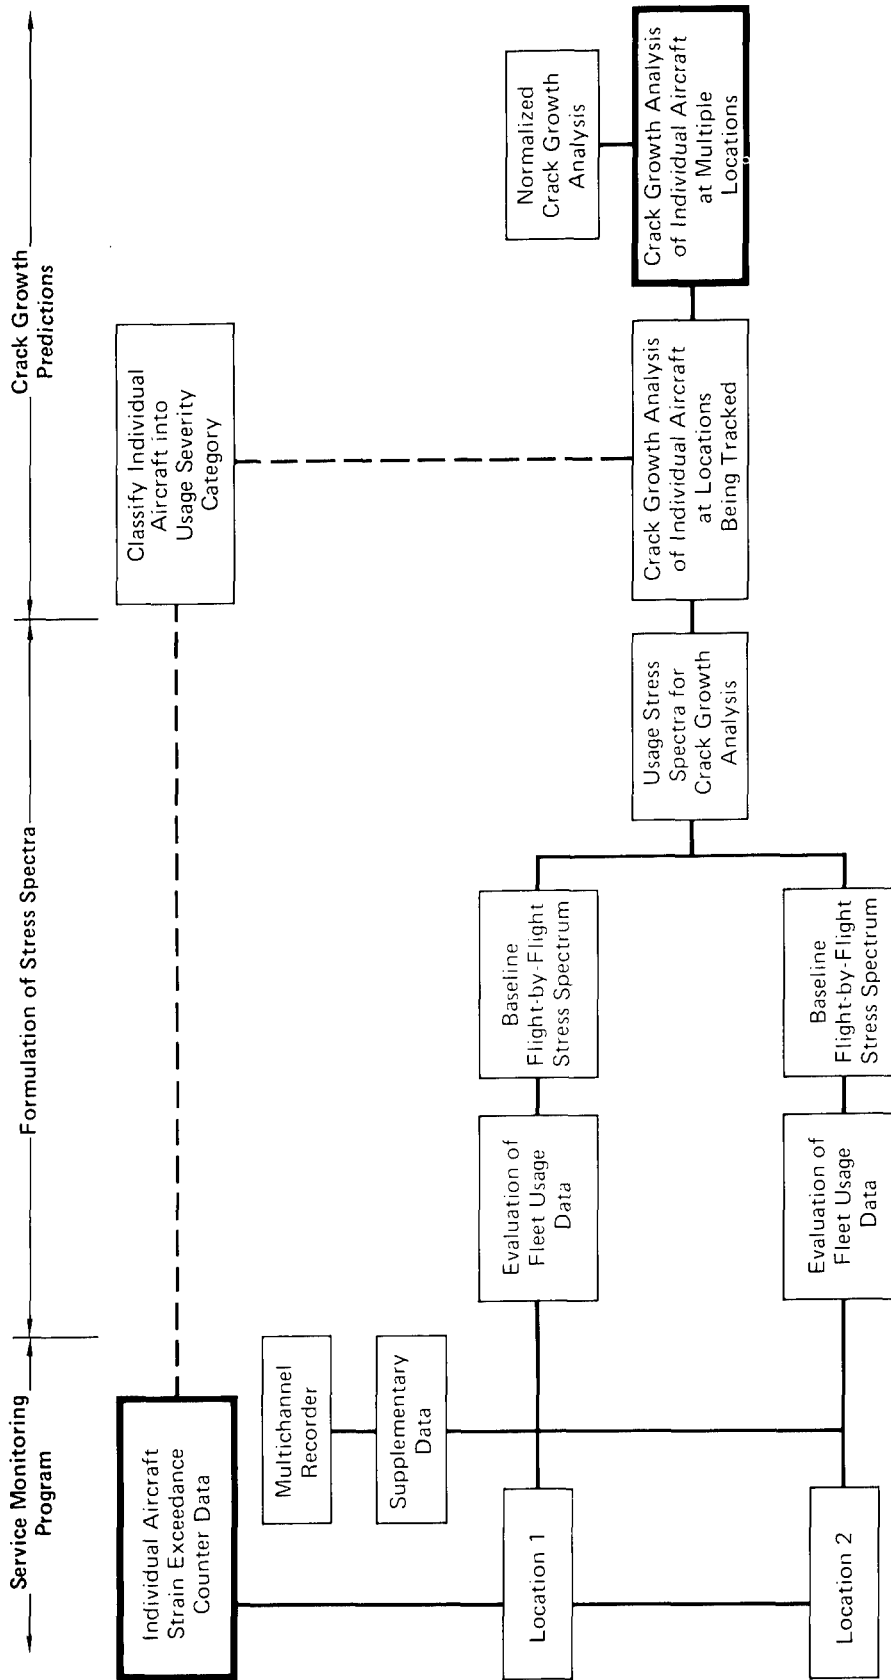 Service Monitoring
Program
Formulation of Stress Spectra
Crack Growth
Predictions
Individual Aircraft
Strain Exceedance
Counter Data
Classify Individual
Aircraft into
Usage Severity
Category
Multichannel
Recorder
Supplementary
Data
Location 1
Evaluation of
Fleet Usage
Data
Baseline
Flight-by-Flight
Stress Spectrum
Normalized
Crack Growth
Analysis
Usage Stress
Spectra for
Crack Growth
Analysis
Crack Growth Analysis
of Individual Aircraft
at Locations
Being Tracked
Crack Growth Analysis
of Individual Aircraft
at Multiple
Locations
Location 2
Evaluation of
Fleet Usage
Data
Baseline
Flight-by-Flight
Stress Spectrum